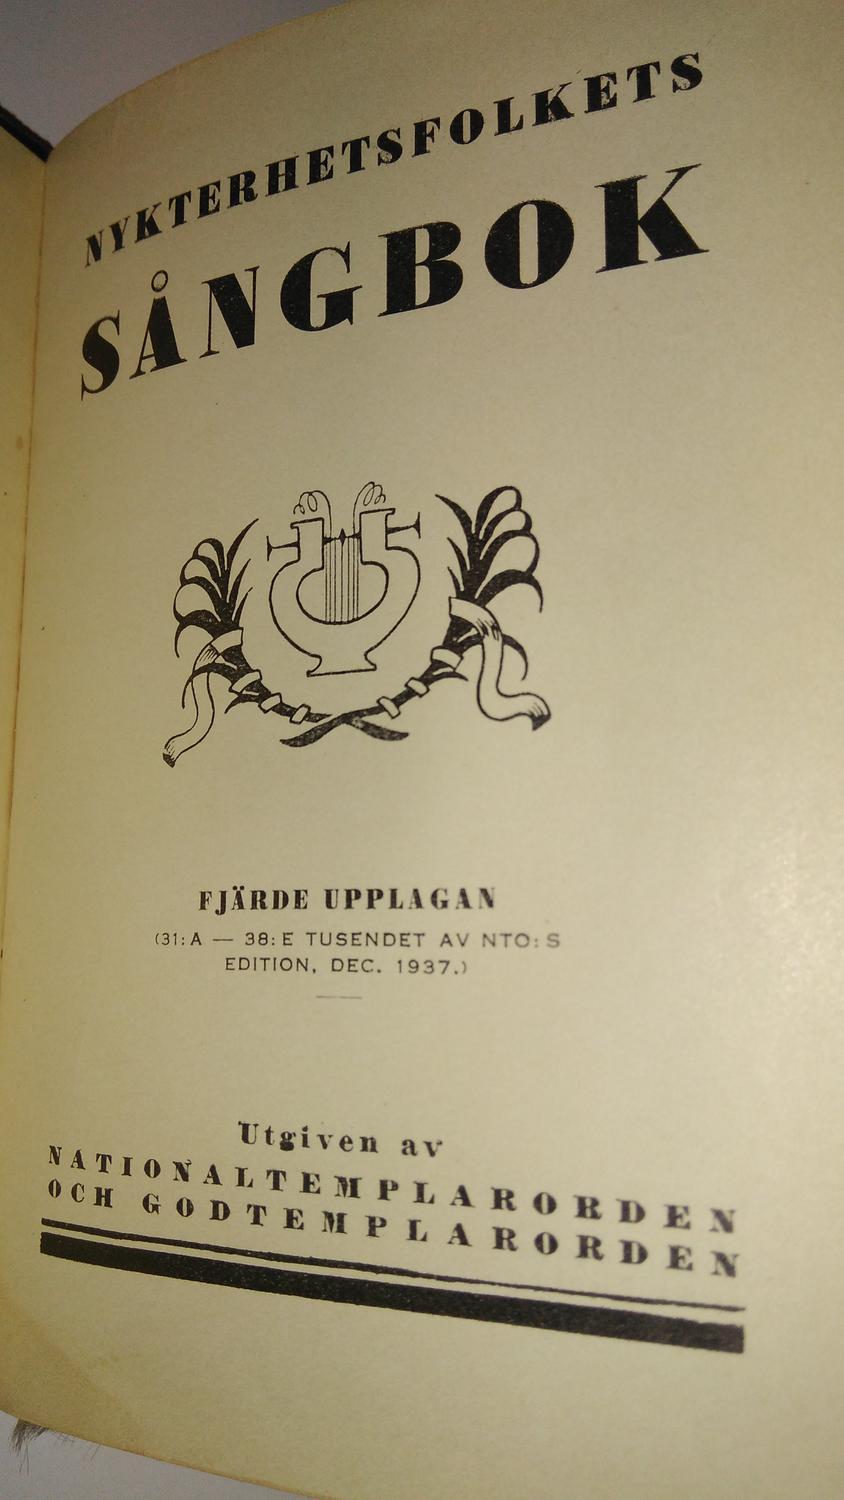 NYKTERHETSFOLKETS
SÅNGBOK
FJÄRDE UPPLAGAN
(31:A — 38:E TUSENDET AV NTO:S
EDITION, DEC. 1937.)
Utgiven av
NATIONALTEMPLARORDEN
OCH GODTEMPLARORDEN